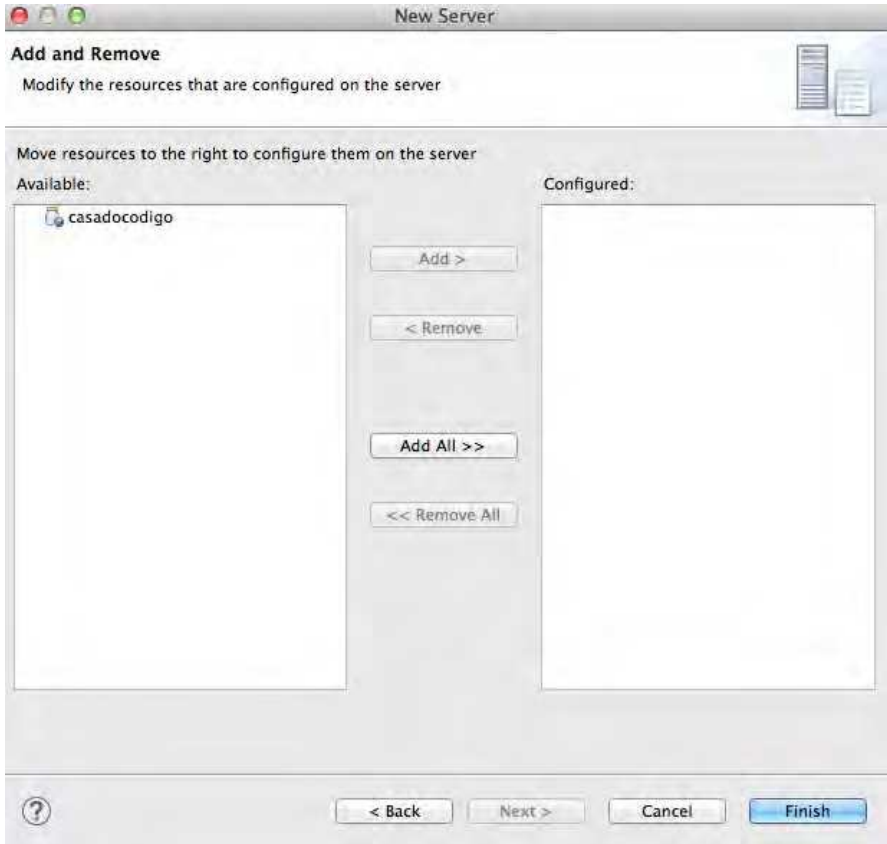 New Server
Add and Remove
Modify the resources that are configured on the server
Move resources to the right to configure them on the server
Available:
Configured:
casadocodigo
Add >
< Remove
Add All >>
<< Remove All
?
< Back
Next >
Cancel
Finish